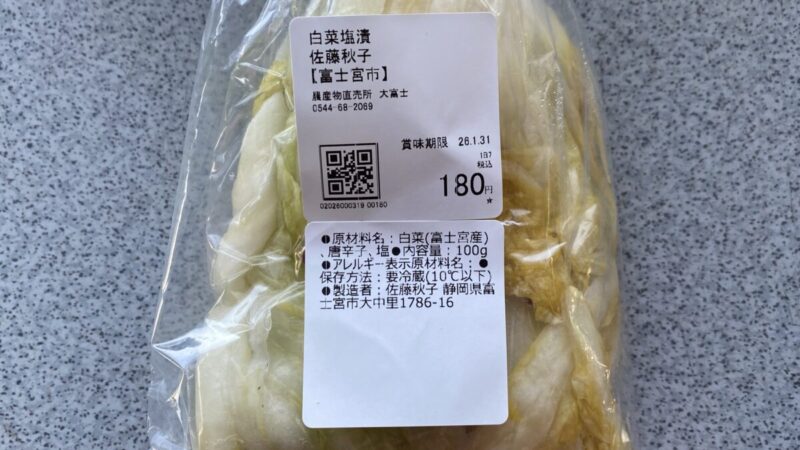 白菜塩漬
佐藤秋子
【富士宮市】
農産物直売所 大富士
0544-68-2069
賞味期限 26.1.31
187
税込
180円
*
02026000319 00180
●原材料名：白菜(富士宮産)
、唐辛子、塩●内容量：100g
●アレルギー表示原材料名：●
保存方法：要冷蔵(10℃以下)
●製造者：佐藤秋子 静岡県富
士宮市大中里1786-16